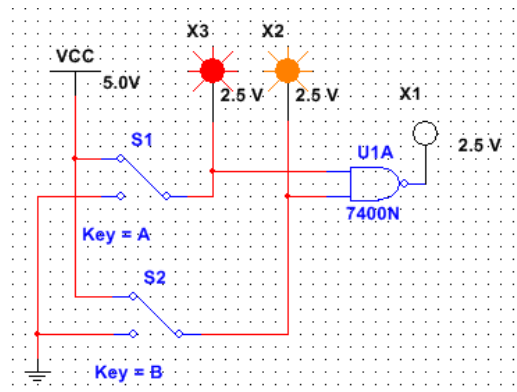 X3 X2
VCC
5.0V
2.5 V 2.5 V
X1
S1
U1A
2.5 V
7400N
Key = A
S2
Key = B